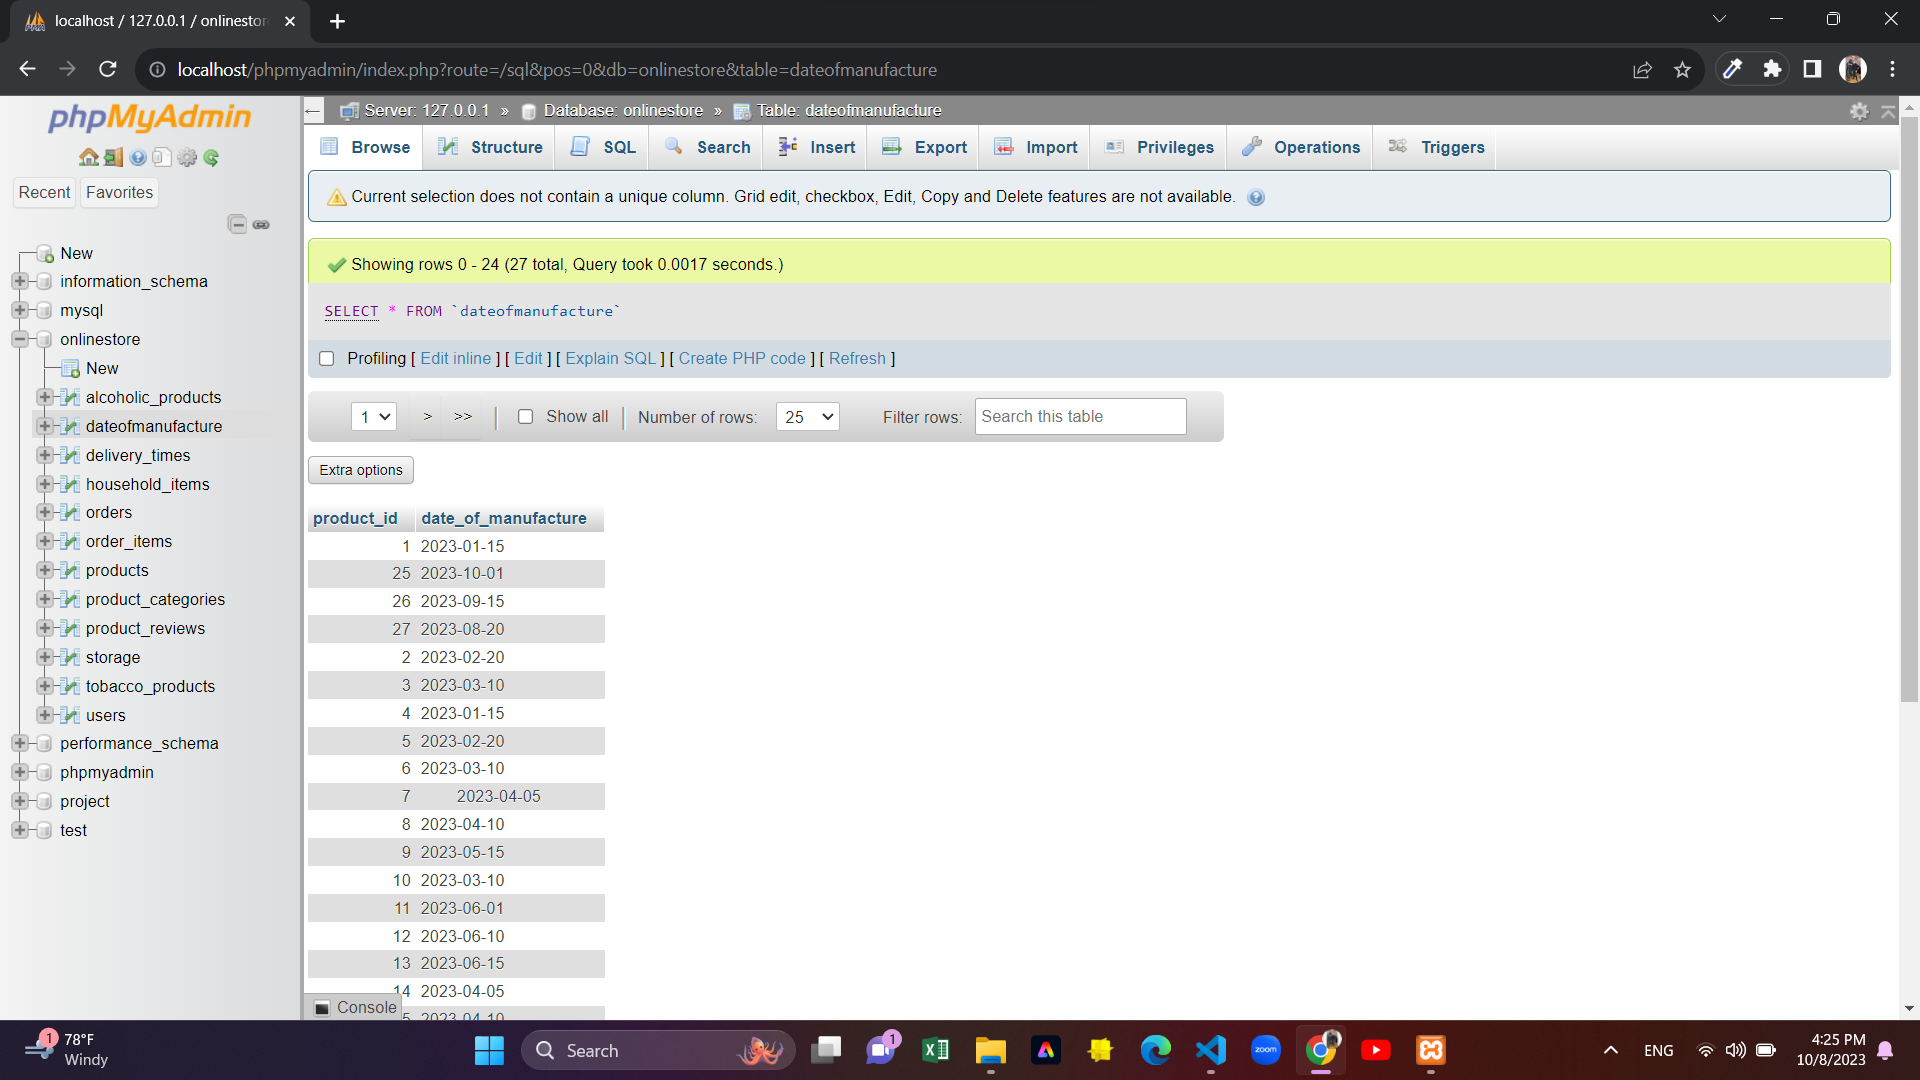 localhost / 127.0.0.1 / onlinestor
localhost/phpmyadmin/index.php?route=/sql&pos=0&db=onlinestore&table=dateofmanufacture
phpMyAdmin
Recent
Favorites
New
information_schema
mysql
onlinestore
New
alcoholic_products
dateofmanufacture
delivery_times
household_items
orders
order_items
products
product_categories
product_reviews
storage
tobacco_products
users
performance_schema
phpmyadmin
project
test
Server: 127.0.0.1 » Database: onlinestore » Table: dateofmanufacture
Browse Structure SQL Search Insert Export Import Privileges Operations Triggers
Current selection does not contain a unique column. Grid edit, checkbox, Edit, Copy and Delete features are not available.
Showing rows 0 - 24 (27 total, Query took 0.0017 seconds.)
SELECT * FROM `dateofmanufacture`
Profiling [ Edit inline ] [ Edit ] [ Explain SQL ] [ Create PHP code ] [ Refresh ]
1 > >> | Show all | Number of rows: 25 Filter rows: Search this table
Extra options
product_id date_of_manufacture
1 2023-01-15
25 2023-10-01
26 2023-09-15
27 2023-08-20
2 2023-02-20
3 2023-03-10
4 2023-01-15
5 2023-02-20
6 2023-03-10
7 2023-04-05
8 2023-04-10
9 2023-05-15
10 2023-03-10
11 2023-06-01
12 2023-06-10
13 2023-06-15
14 2023-04-05
5 2023-04-10
Console
1
78°F
Windy
Search
1
zoom
ENG
4:25 PM
10/8/2023